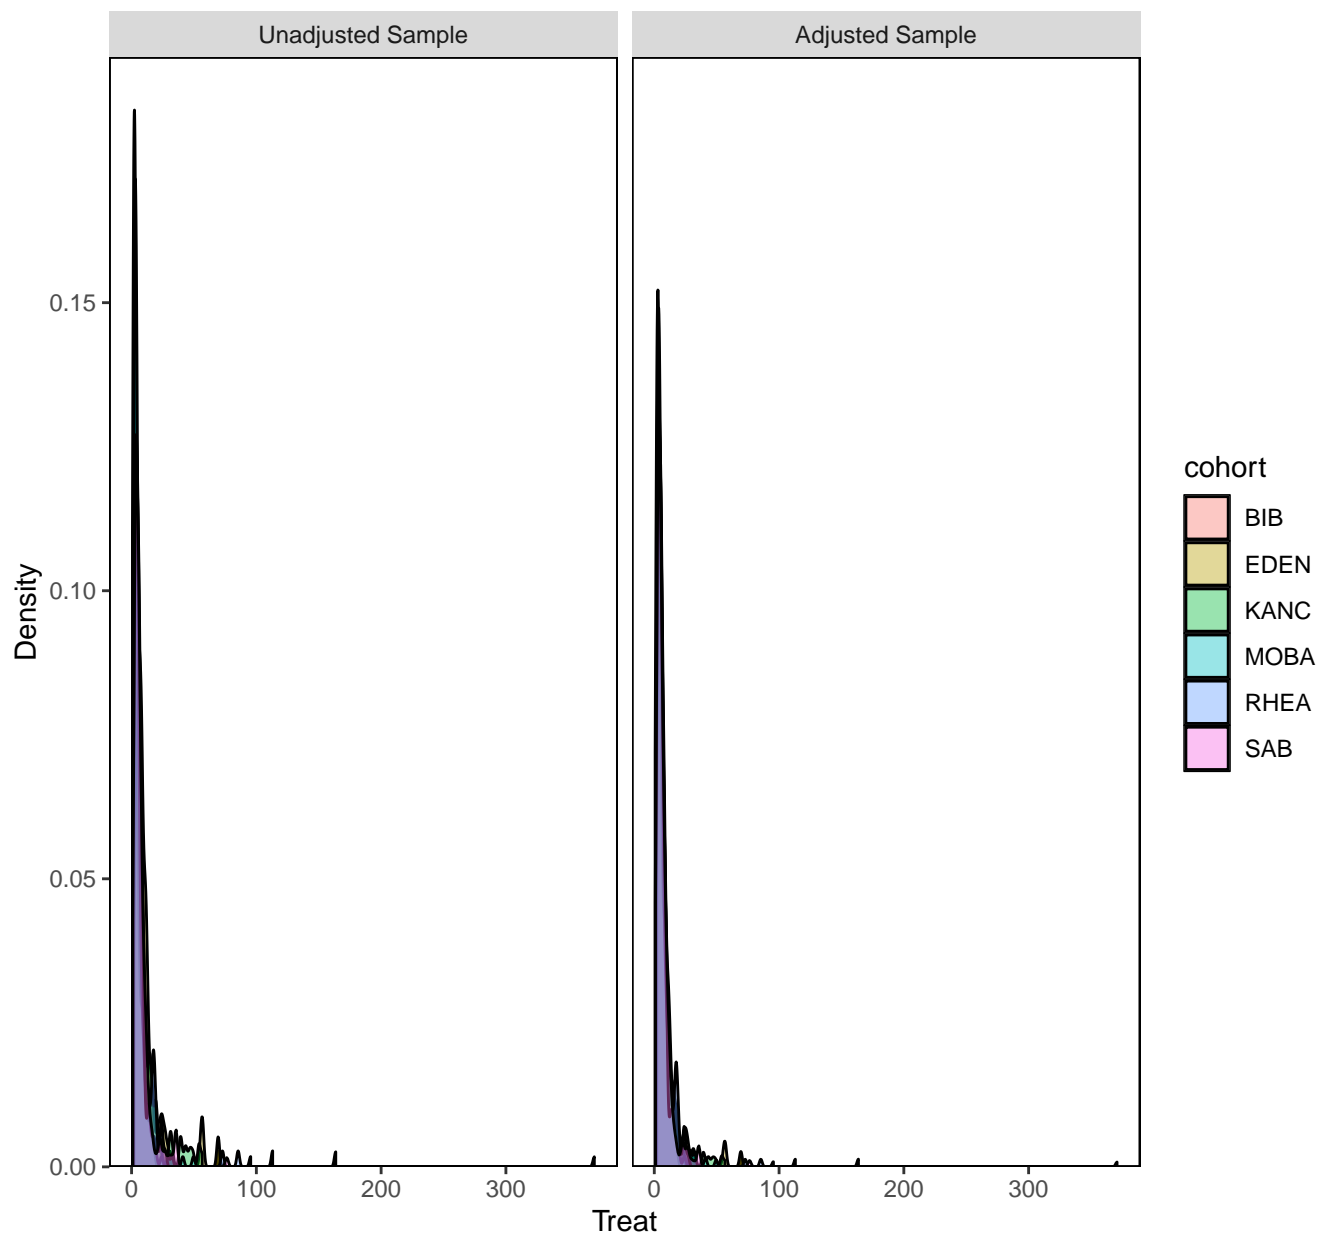 Unadjusted Sample
Adjusted Sample
Density
0.15
0.10
0.05
0.00
0 100 200 300
0 100 200 300
Treat
cohort
BIB
EDEN
KANC
MOBA
RHEA
SAB